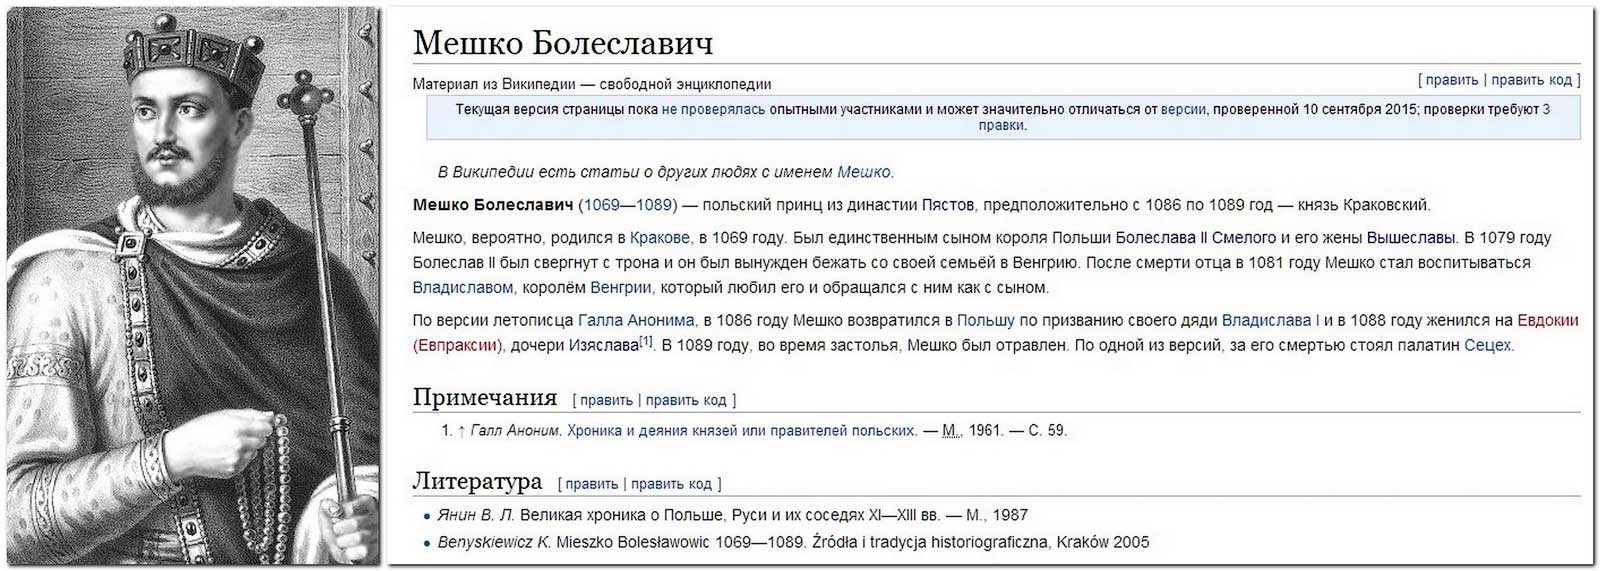 Мешко Болеславич
Материал из Википедии — свободной энциклопедии
[ править | править код ]
Текущая версия страницы пока не проверялась опытными участниками и может значительно отличаться от версии, проверенной 10 сентября 2015; проверки требуют 3
правки.
В Википедии есть статьи о других людях с именем Мешко.
Мешко Болеславич (1069—1089) — польский принц из династии Пястов, предположительно с 1086 по 1089 год — князь Краковский.
Мешко, вероятно, родился в Кракове, в 1069 году. Был единственным сыном короля Польши Болеслава II Смелого и его жены Вышеславы. В 1079 году
Болеслав II был свергнут с трона и он был вынужден бежать со своей семьёй в Венгрию. После смерти отца в 1081 году Мешко стал воспитываться
Владиславом, королём Венгрии, который любил его и обращался с ним как с сыном.
По версии летописца Галла Анонима, в 1086 году Мешко возвратился в Польшу по призванию своего дяди Владислава I и в 1088 году женился на Евдокии
(Евпраксии), дочери Изяслава[1]. В 1089 году, во время застолья, Мешко был отравлен. По одной из версий, за его смертью стоял палатин Сецех.
Примечания [ править | править код ]
1. ↑ Галл Аноним. Хроника и деяния князей или правителей польских. — М., 1961. — С. 59.
Литература [ править | править код ]
• Янин В. Л. Великая хроника о Польше, Руси и их соседях XI—XIII вв. — М., 1987
• Benyskiewicz K. Mieszko Bolesławowic 1069—1089. Źródła i tradycja historiograficzna, Kraków 2005